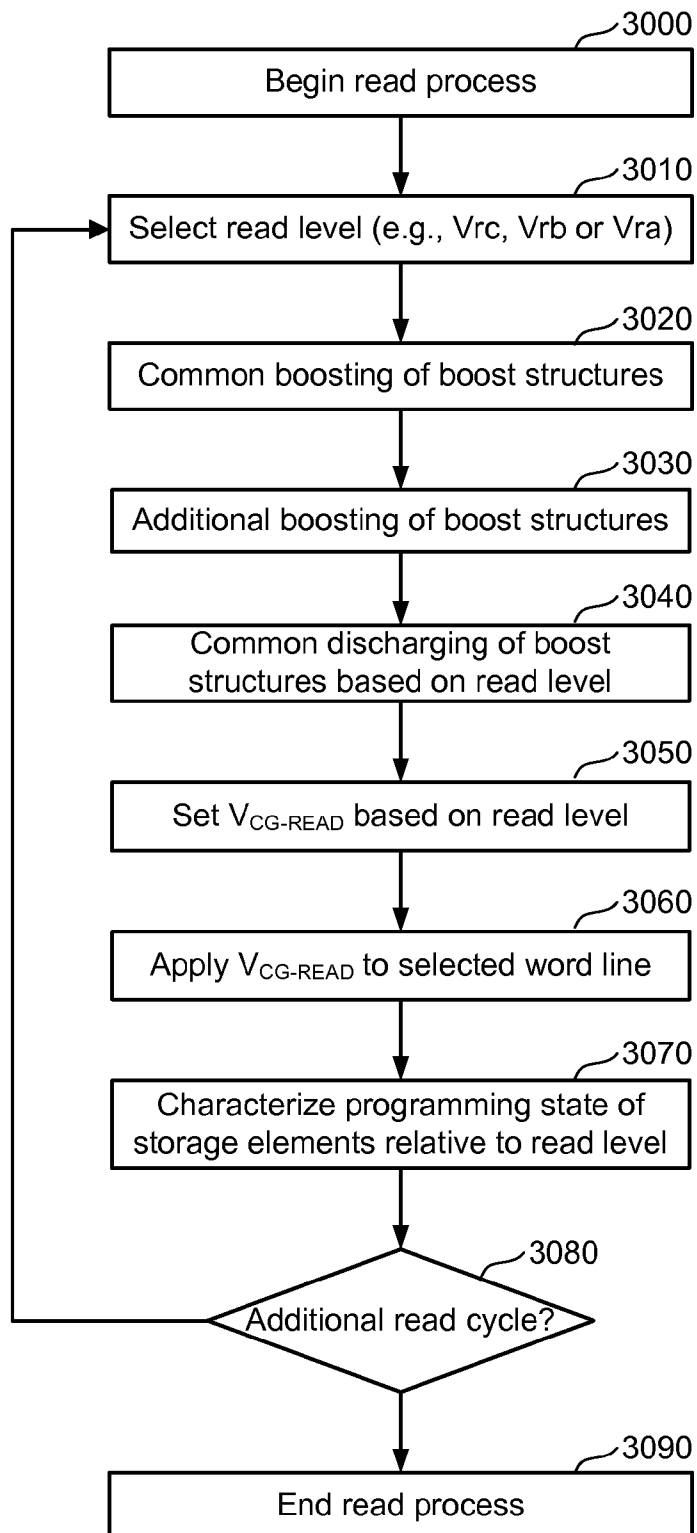 3000
Begin read process
3010
Select read level (e.g., Vrc, Vrb or Vra)
3020
Common boosting of boost structures
3030
Additional boosting of boost structures
3040
Common discharging of boost
structures based on read level
3050
Set VCG-READ based on read level
3060
Apply VCG-READ to selected word line
3070
Characterize programming state of
storage elements relative to read level
3080
Additional read cycle?
3090
End read process